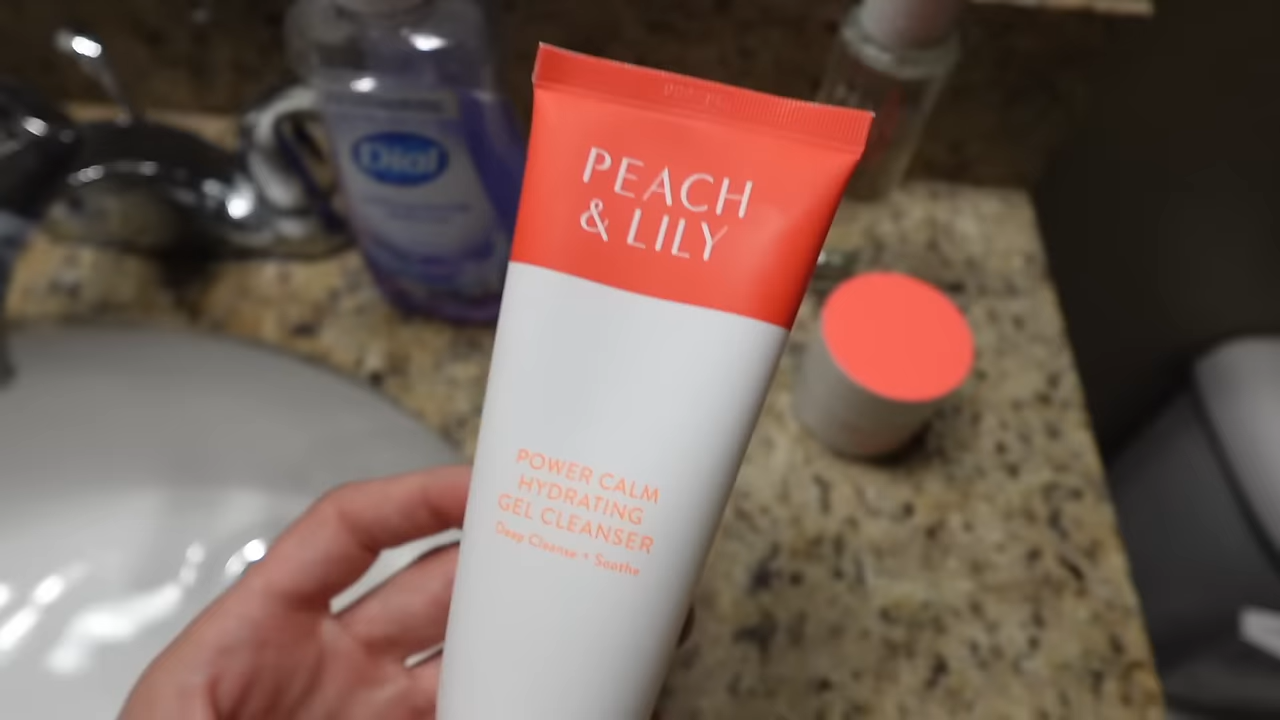 PEACH
& LILY
POWER CALM
HYDRATING
GEL CLEANSER
Deep Cleanse + Soothe
Dial